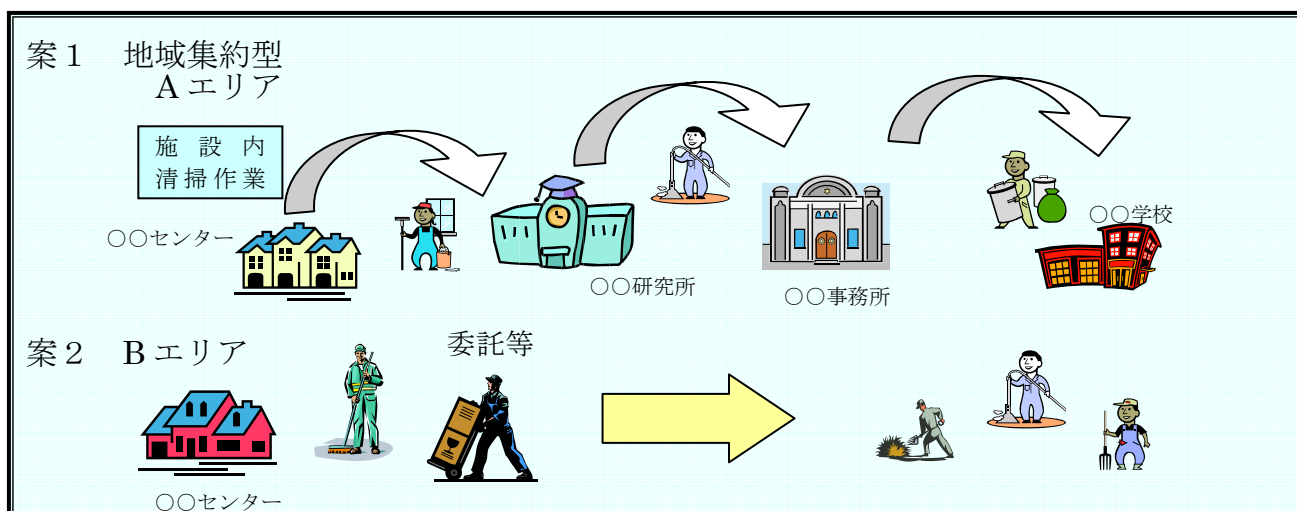 案１　地域集約型
Ａエリア
施設内
清掃作業
○○センター
○○研究所
○○事務所
○○学校
案２　Ｂエリア
委託等
○○センター